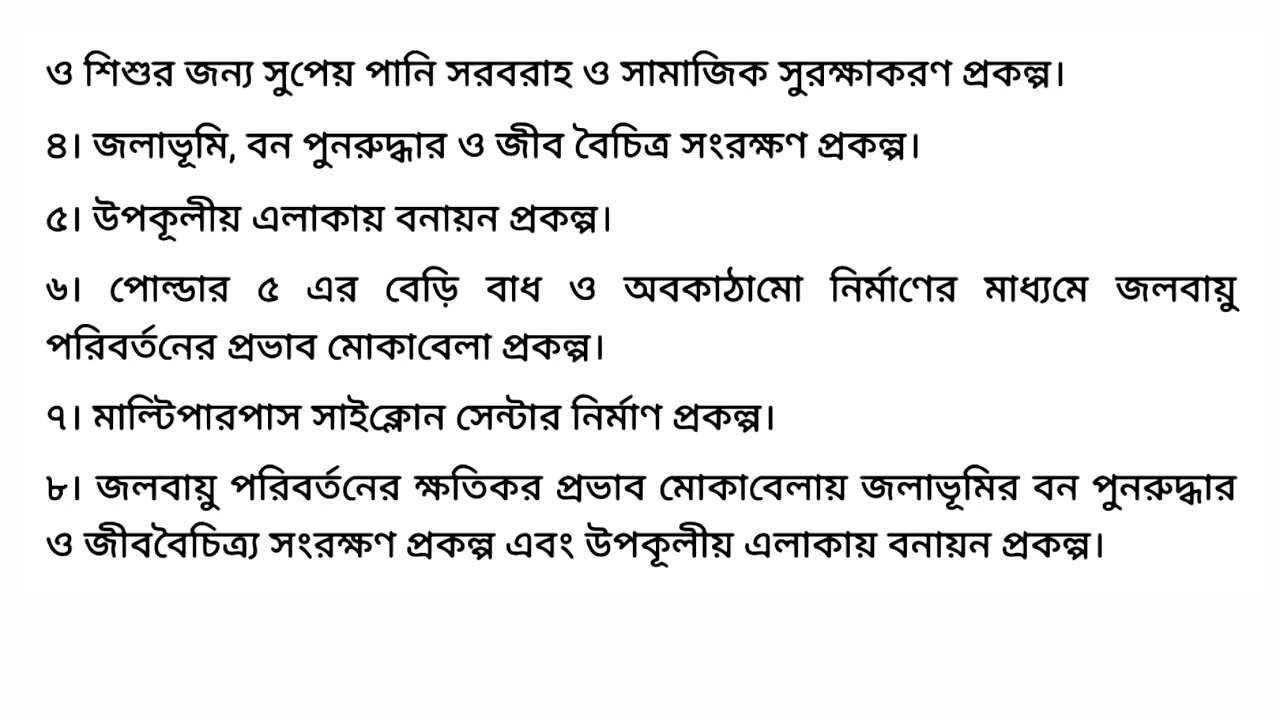 ও শিশুর জন্য সুপেয় পানি সরবরাহ ও সামাজিক সুরক্ষাকরণ প্রকল্প।
৪। জলাভূমি, বন পুনরুদ্ধার ও জীব বৈচিত্র সংরক্ষণ প্রকল্প।
৫। উপকূলীয় এলাকায় বনায়ন প্রকল্প।
৬। পোল্ডার ৫ এর বেড়ি বাধ ও অবকাঠামো নির্মাণের মাধ্যমে জলবায়ু
পরিবর্তনের প্রভাব মোকাবেলা প্রকল্প।
৭। মাল্টিপারপাস সাইক্লোন সেন্টার নির্মাণ প্রকল্প।
৮। জলবায়ু পরিবর্তনের ক্ষতিকর প্রভাব মোকাবেলায় জলাভূমির বন পুনরুদ্ধার
ও জীববৈচিত্র্য সংরক্ষণ প্রকল্প এবং উপকূলীয় এলাকায় বনায়ন প্রকল্প।